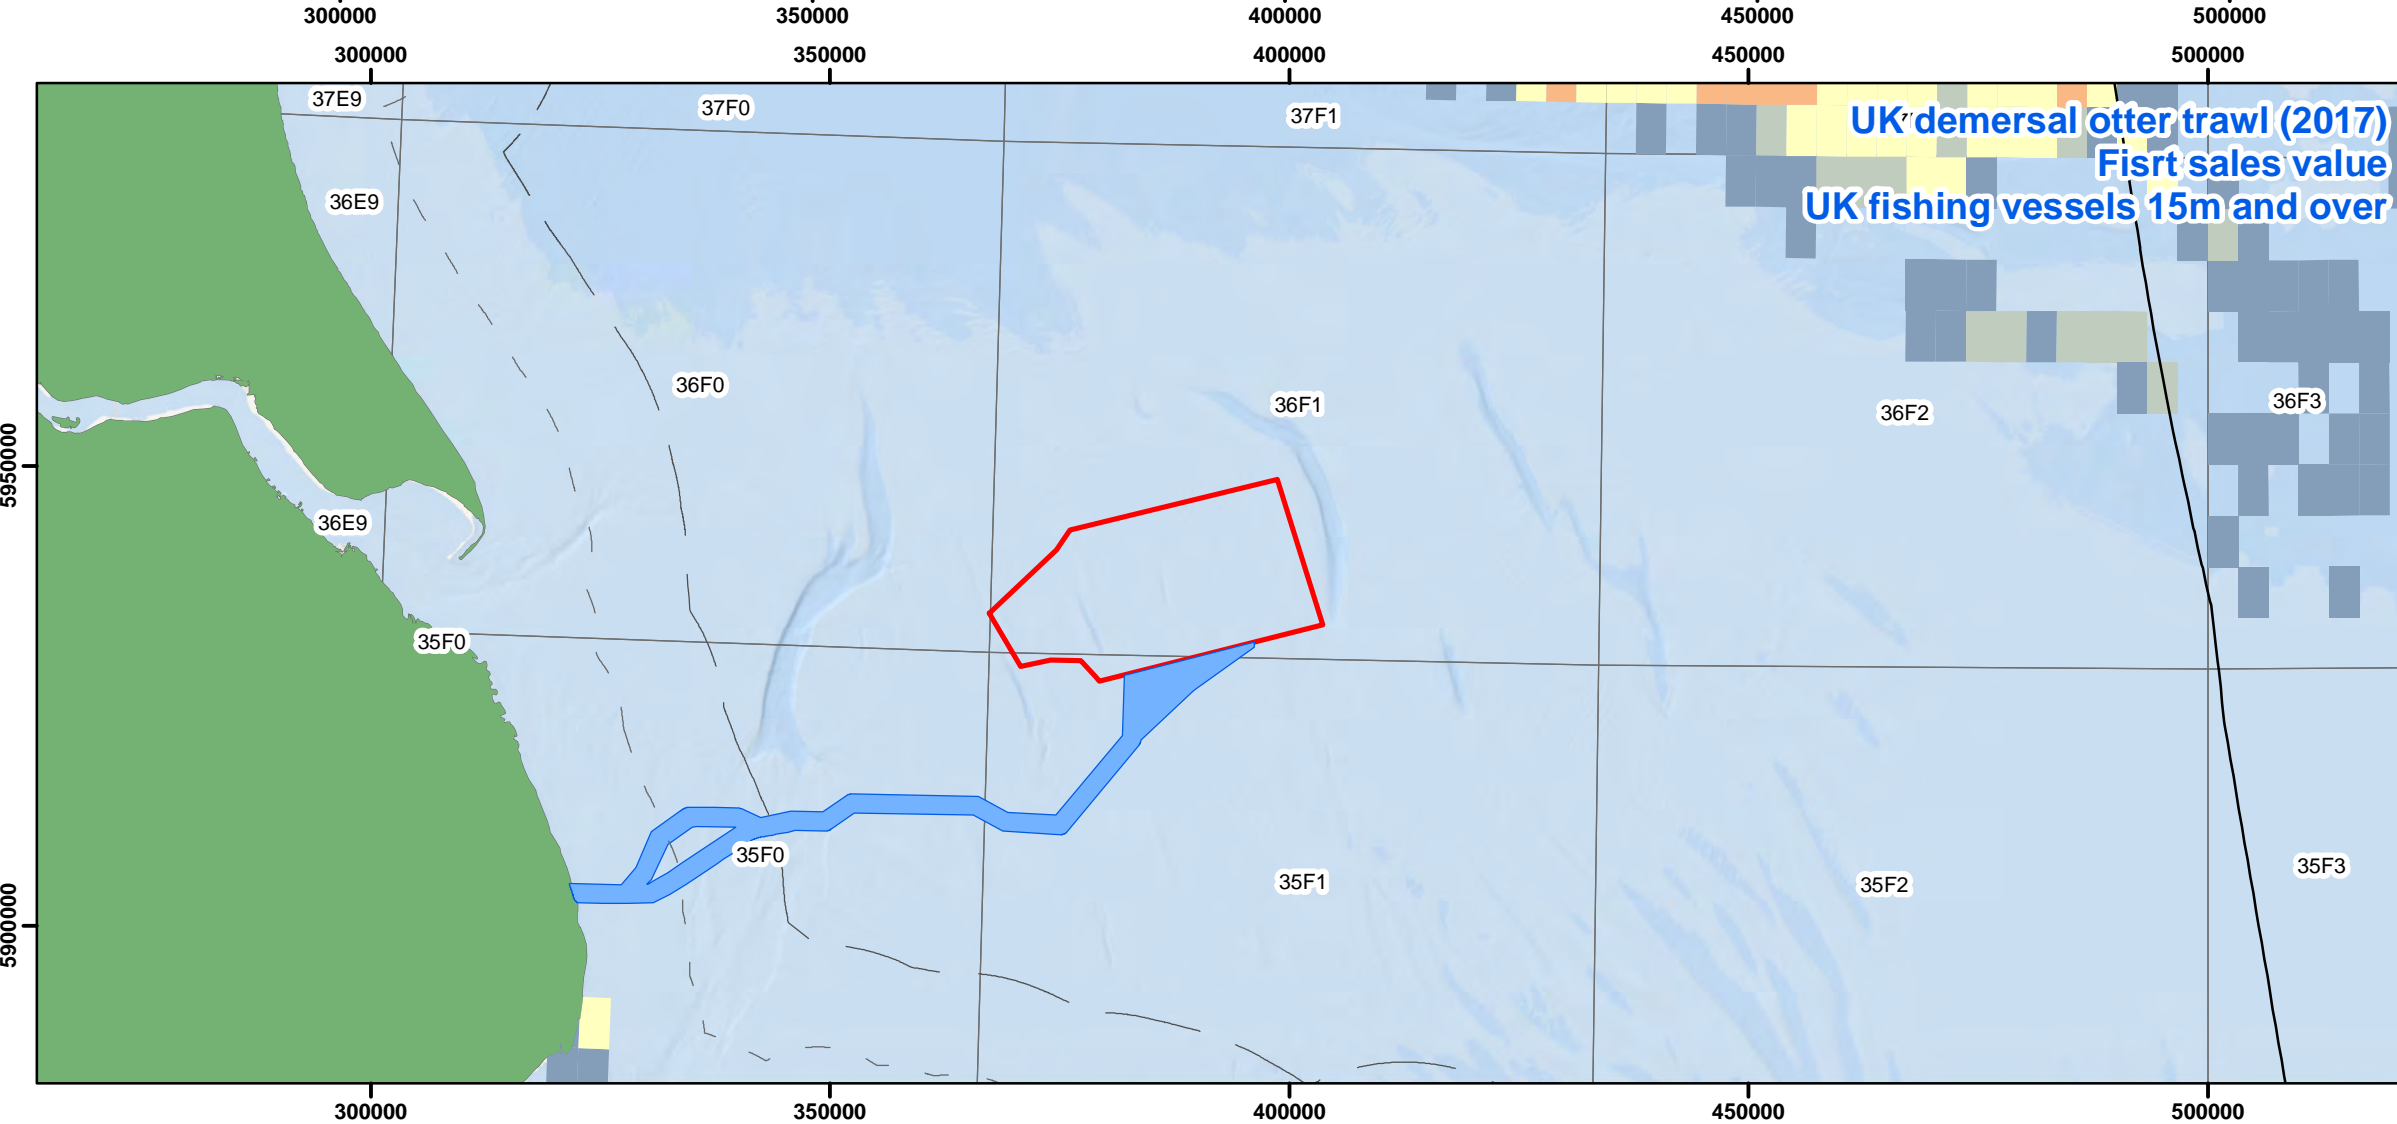 300000 350000 400000 450000 500000
300000 350000 400000 450000 500000
37E9
37F0
37F1
UK demersal otter trawl (2017)
Fisrt sales value
UK fishing vessels 15m and over
36E9
36F0
36F1
36F2
36F3
5950000
36E9
35F0
35F0
35F1
35F2
35F3
5900000
300000 350000 400000 450000 500000